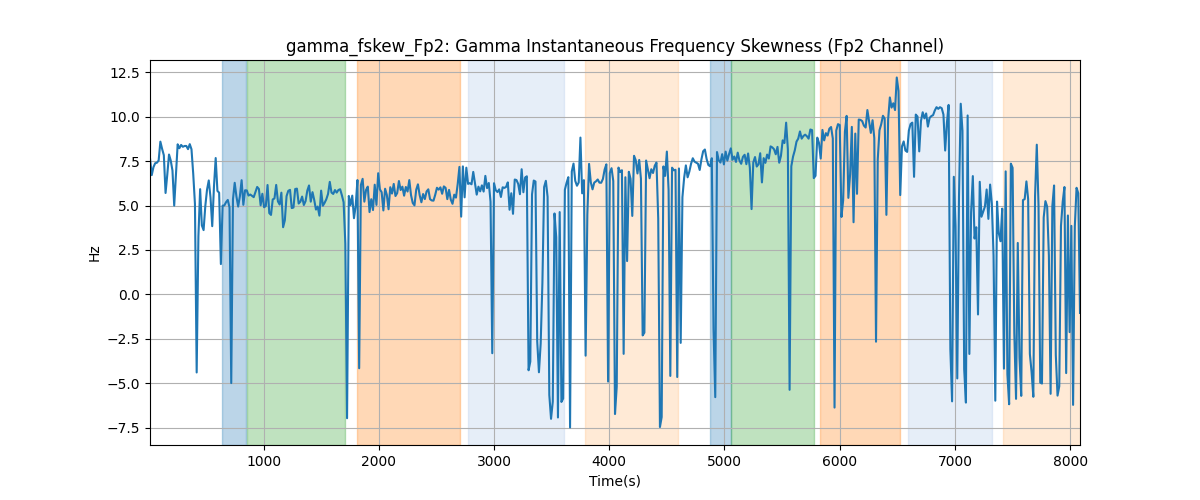 gamma_fskew_Fp2: Gamma Instantaneous Frequency Skewness (Fp2 Channel)
12.5
10.0
7.5
5.0
2.5
0.0
−2.5
−5.0
−7.5
Hz
1000 2000 3000 4000 5000 6000 7000 8000
Time(s)